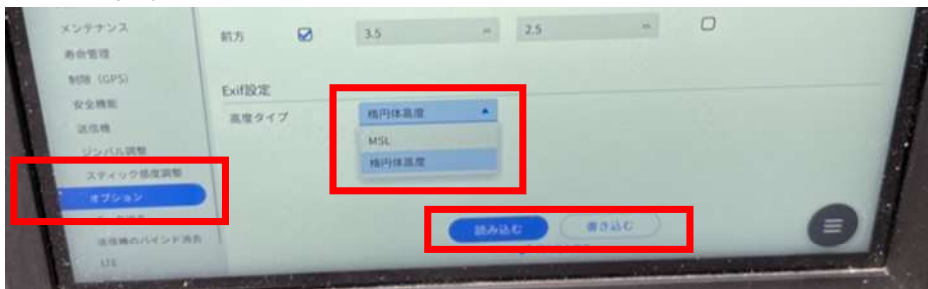 メンテナンス
寿命管理
制限（GPS）
安全機能
送信機
ジンバル調整
スティック感度調整
オプション
送信機のバインド消去
LTE
前方 3.5 m 2.5 m
Exif設定
高度タイプ 楕円体高度
MSL
楕円体高度
読み込む 書き込む